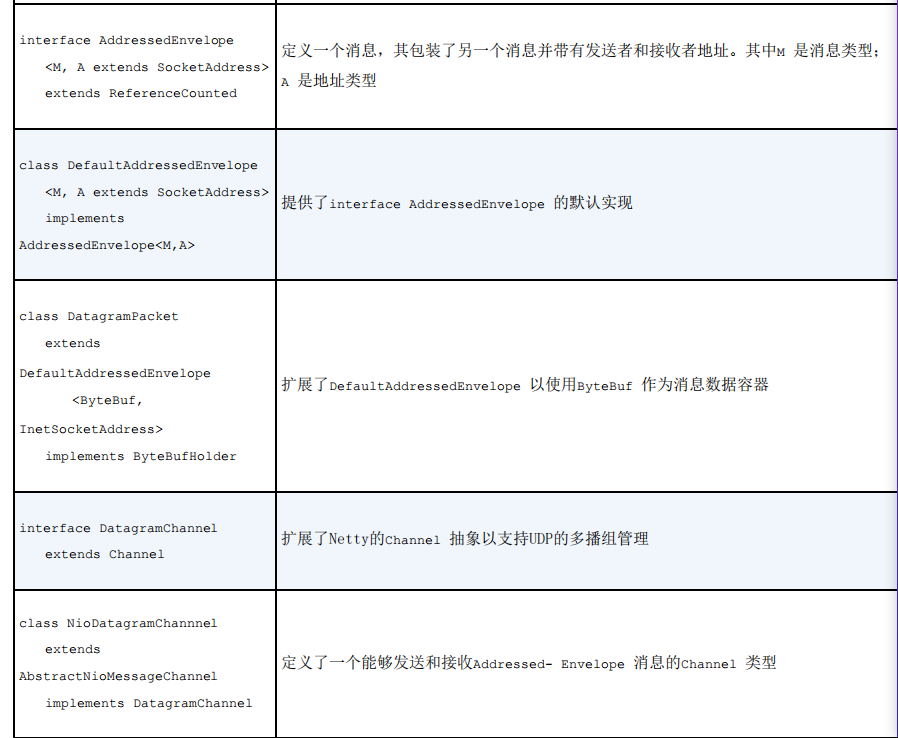 interface AddressedEnvelope
<M, A extends SocketAddress>
extends ReferenceCounted
定义一个消息，其包装了另一个消息并带有发送者和接收者地址。其中M 是消息类型；
A 是地址类型
class DefaultAddressedEnvelope
<M, A extends SocketAddress>
implements
AddressedEnvelope<M,A>
提供了interface AddressedEnvelope 的默认实现
class DatagramPacket
extends
DefaultAddressedEnvelope
<ByteBuf,
InetSocketAddress>
implements ByteBufHolder
扩展了DefaultAddressedEnvelope 以使用ByteBuf 作为消息数据容器
interface DatagramChannel
extends Channel
扩展了Netty的Channel 抽象以支持UDP的多播组管理
class NioDatagramChannnel
extends
AbstractNioMessageChannel
implements DatagramChannel
定义了一个能够发送和接收Addressed- Envelope 消息的Channel 类型